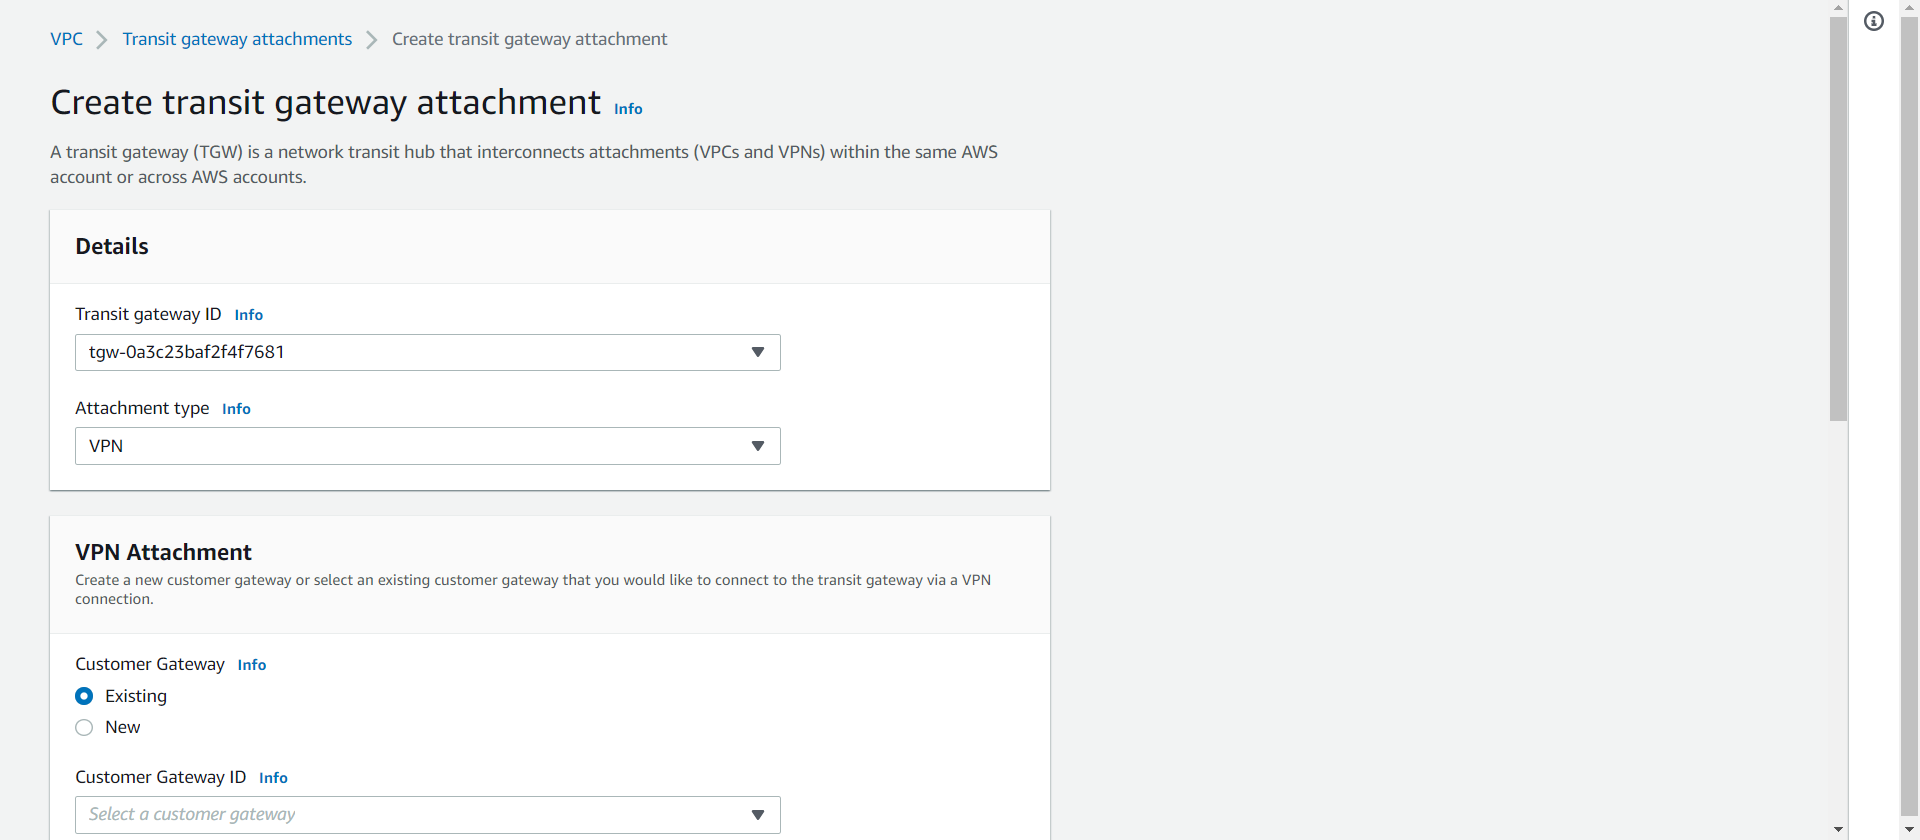 VPC > Transit gateway attachments > Create transit gateway attachment
Create transit gateway attachment Info
A transit gateway (TGW) is a network transit hub that interconnects attachments (VPCs and VPNs) within the same AWS
account or across AWS accounts.
Details
Transit gateway ID Info
tgw-0a3c23baf2f4f7681
Attachment type Info
VPN
VPN Attachment
Create a new customer gateway or select an existing customer gateway that you would like to connect to the transit gateway via a VPN
connection.
Customer Gateway Info
Existing
New
Customer Gateway ID Info
Select a customer gateway